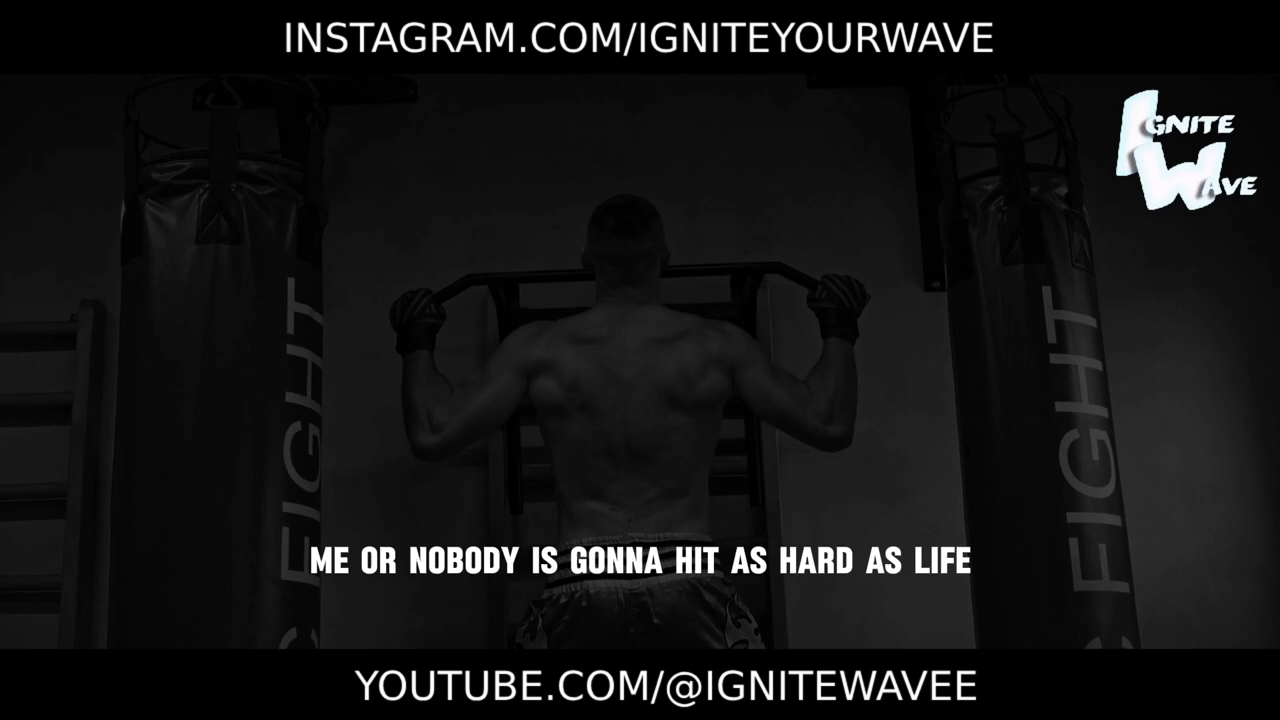 INSTAGRAM.COM/IGNITEYOURWAVE
IGNITE
WAVE
FIGHT
FIGHT
ME OR NOBODY IS GONNA HIT AS HARD AS LIFE
YOUTUBE.COM/@IGNITEWAVEE